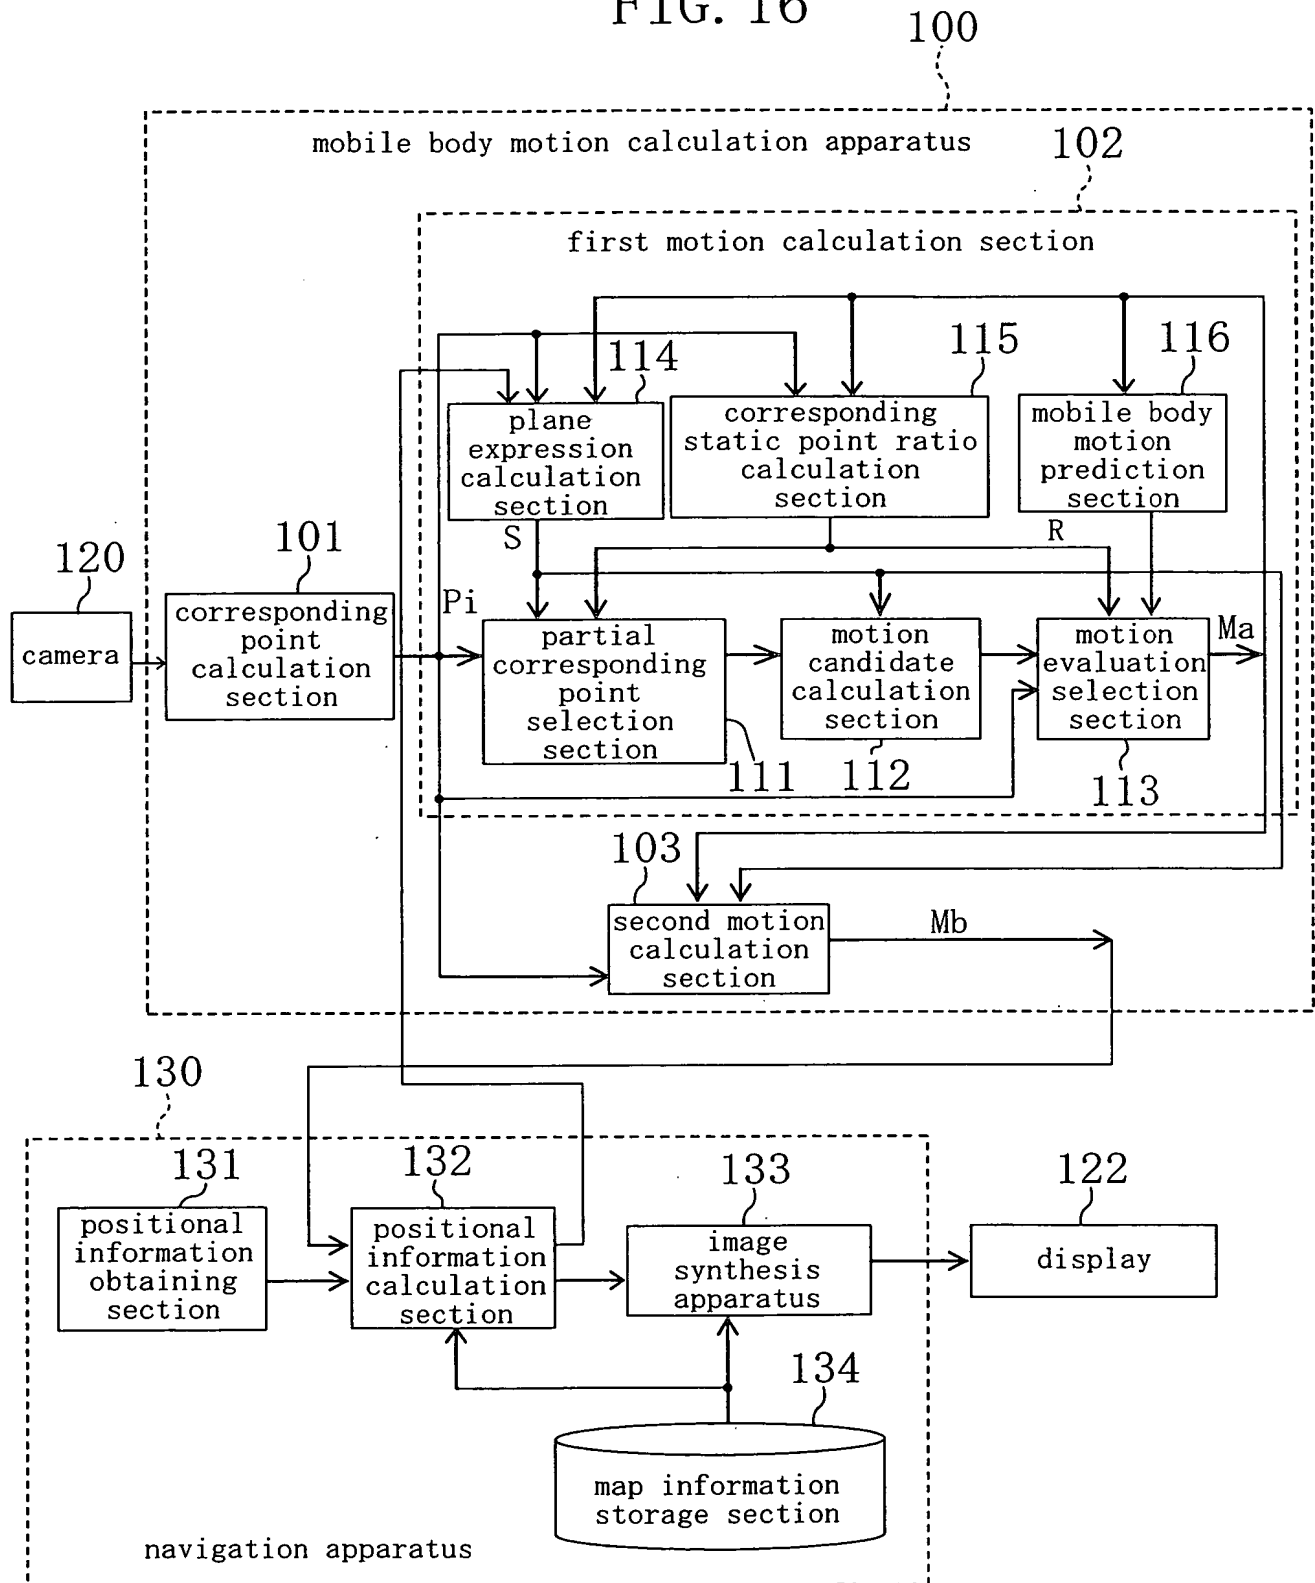 FIG. 16
100
mobile body motion calculation apparatus
102
first motion calculation section
114
115
116
plane
expression
calculation
section
corresponding
static point ratio
calculation
section
mobile body
motion
prediction
section
S
R
120
101
camera
corresponding
point
calculation
section
Pi
partial
corresponding
point
selection
section
motion
candidate
calculation
section
motion
evaluation
selection
section
Ma
111
112
113
103
second motion
calculation
section
Mb
130
131
132
133
122
positional
information
obtaining
section
positional
information
calculation
section
image
synthesis
apparatus
display
134
map information
storage section
navigation apparatus